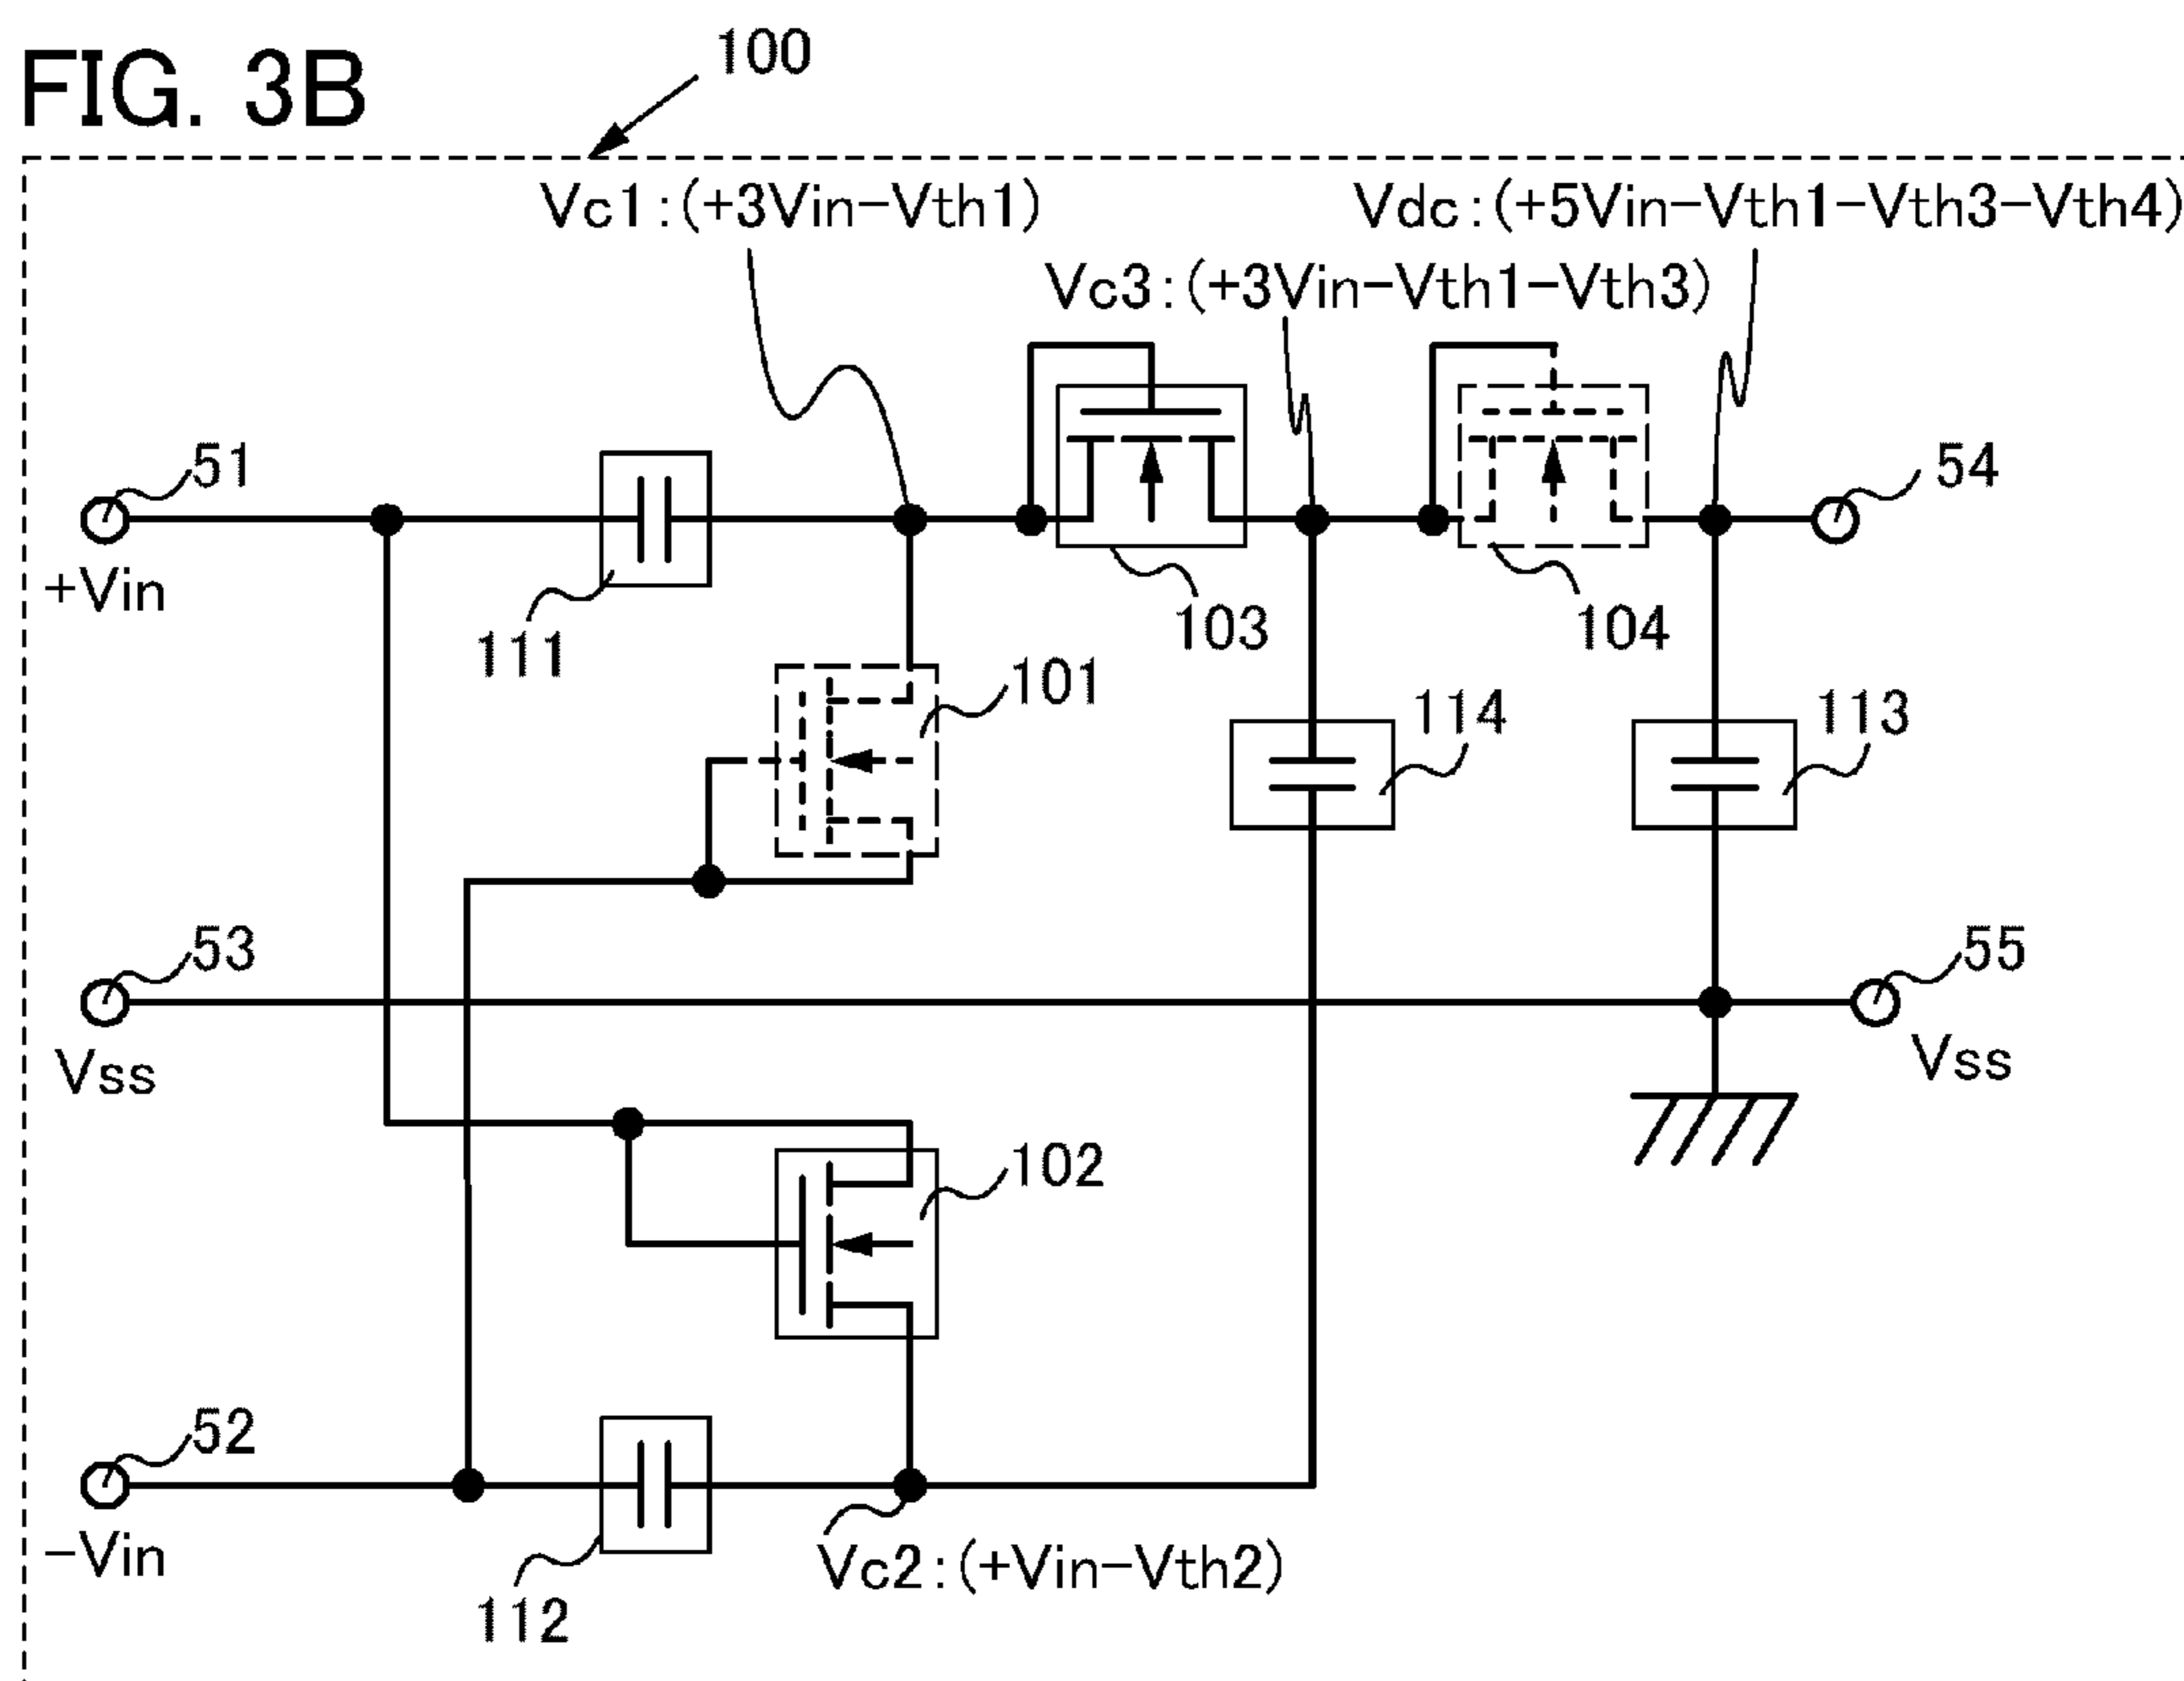 FIG. 3B
100
Vc1:(+3Vin-Vth1)
Vdc:(+5Vin-Vth1-Vth3-Vth4)
Vc3:(+3Vin-Vth1-Vth3)
51
54
+Vin
111
103
104
101
114
113
53
55
Vss
Vss
102
52
-Vin
112
Vc2:(+Vin-Vth2)